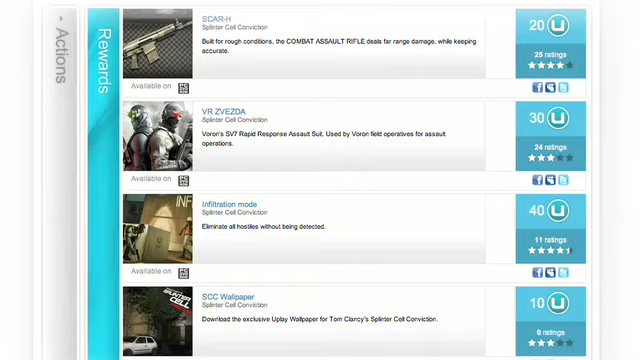 Actions
Rewards
SCAR-H
Splinter Cell Conviction
Built for rough conditions, the COMBAT ASSAULT RIFLE deals far range damage, while keeping
accurate.
20 U
25 ratings
Available on
VR ZVEZDA
Splinter Cell Conviction
Voron's SV7 Rapid Response Assault Suit. Used by Voron field operatives for assault
operations.
30 U
24 ratings
Available on
INF
Infiltration mode
Splinter Cell Conviction
Eliminate all hostiles without being detected.
40 U
11 ratings
Available on
SPLINTER
CELL
SCC Wallpaper
Splinter Cell Conviction
Download the exclusive Uplay Wallpaper for Tom Clancy's Splinter Cell Conviction.
10 U
6 ratings